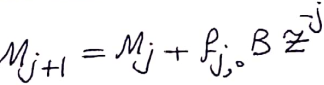 M_{j+1} = M_j + f_{j,0} B z^{-j}